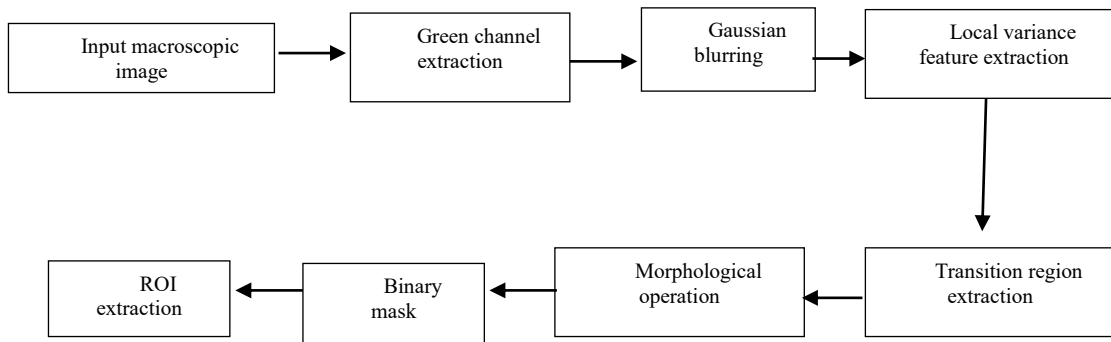 Input macroscopic
image
Green channel
extraction
Gaussian
blurring
Local variance
feature extraction
Transition region
extraction
Morphological
operation
Binary
mask
ROI
extraction